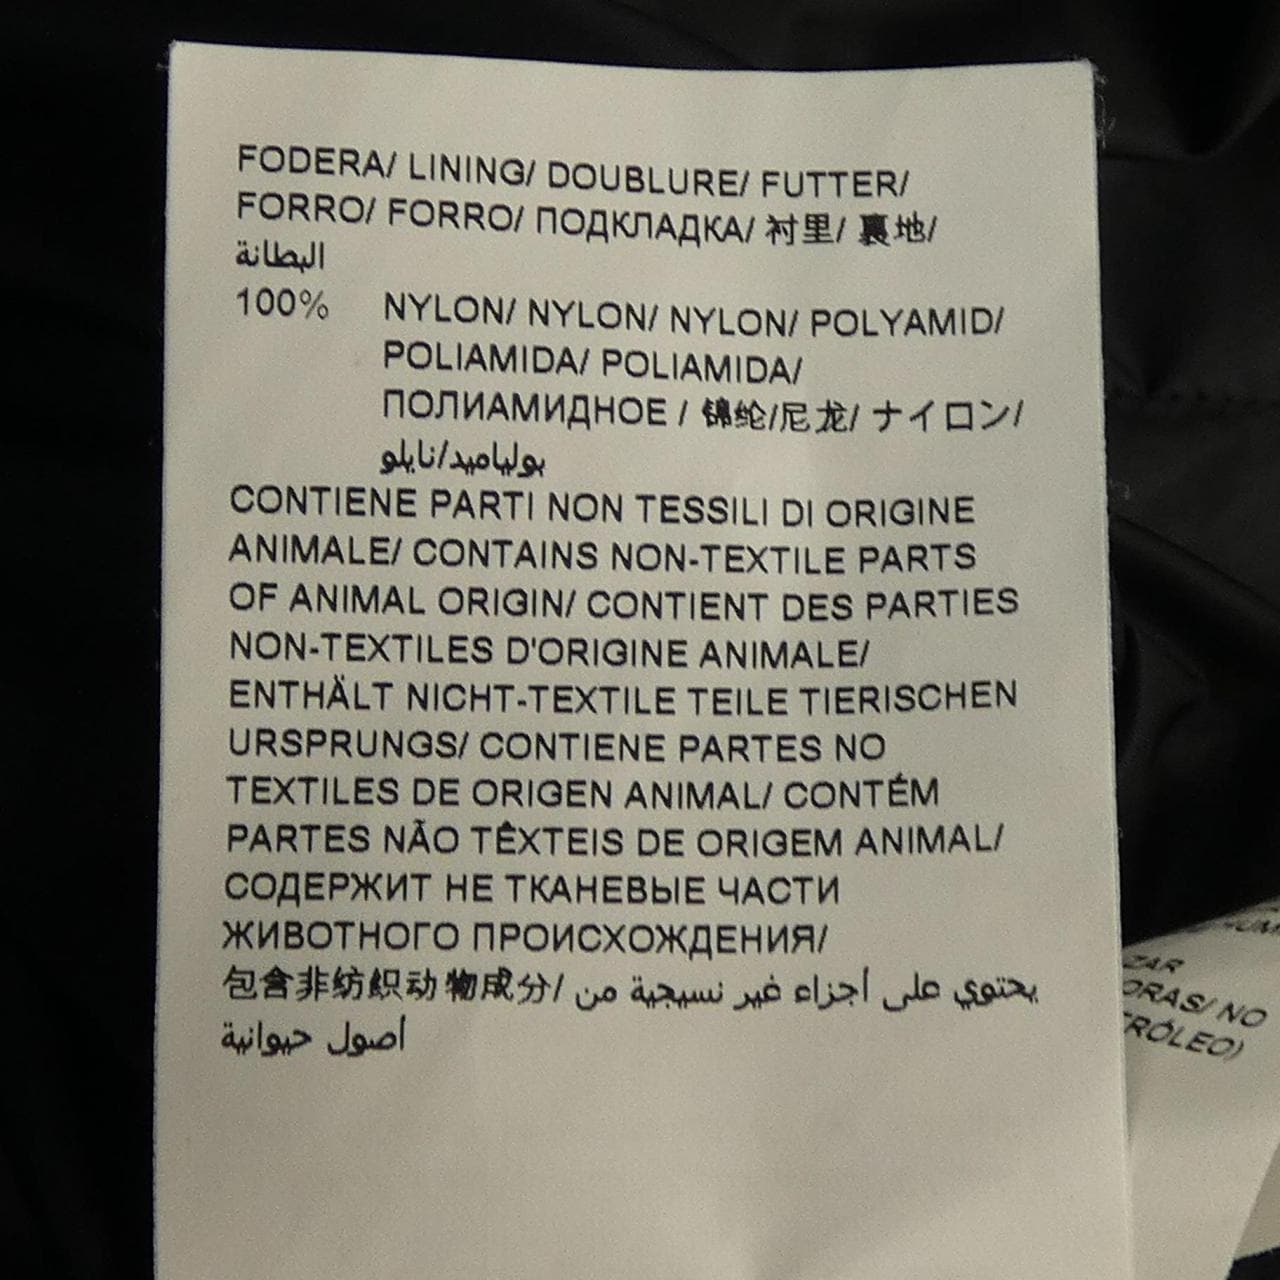 FODERA/ LINING/ DOUBLURE/ FUTTER/
FORRO/ FORRO/ ПОДКЛАДКА/ 衬里/ 裏地/
البطانة
100% NYLON/ NYLON/ NYLON/ POLYAMID/
POLIAMIDA/ POLIAMIDA/
ПОЛИАМИДНОЕ / 锦纶/尼龙/ ナイロン/
بولياميد/نايلو
CONTIENE PARTI NON TESSILI DI ORIGINE
ANIMALE/ CONTAINS NON-TEXTILE PARTS
OF ANIMAL ORIGIN/ CONTIENT DES PARTIES
NON-TEXTILES D'ORIGINE ANIMALE/
ENTHÄLT NICHT-TEXTILE TEILE TIERISCHEN
URSPRUNGS/ CONTIENE PARTES NO
TEXTILES DE ORIGEN ANIMAL/ CONTÉM
PARTES NÃO TÊXTEIS DE ORIGEM ANIMAL/
СОДЕРЖИТ НЕ ТКАНЕВЫЕ ЧАСТИ
ЖИВОТНОГО ПРОИСХОЖДЕНИЯ/
包含非纺织动物成分/ يحتوي على أجزاء غير نسيجية من
أصول حيوانية
ZAR
ORAS/ NO
TRÓLEO)